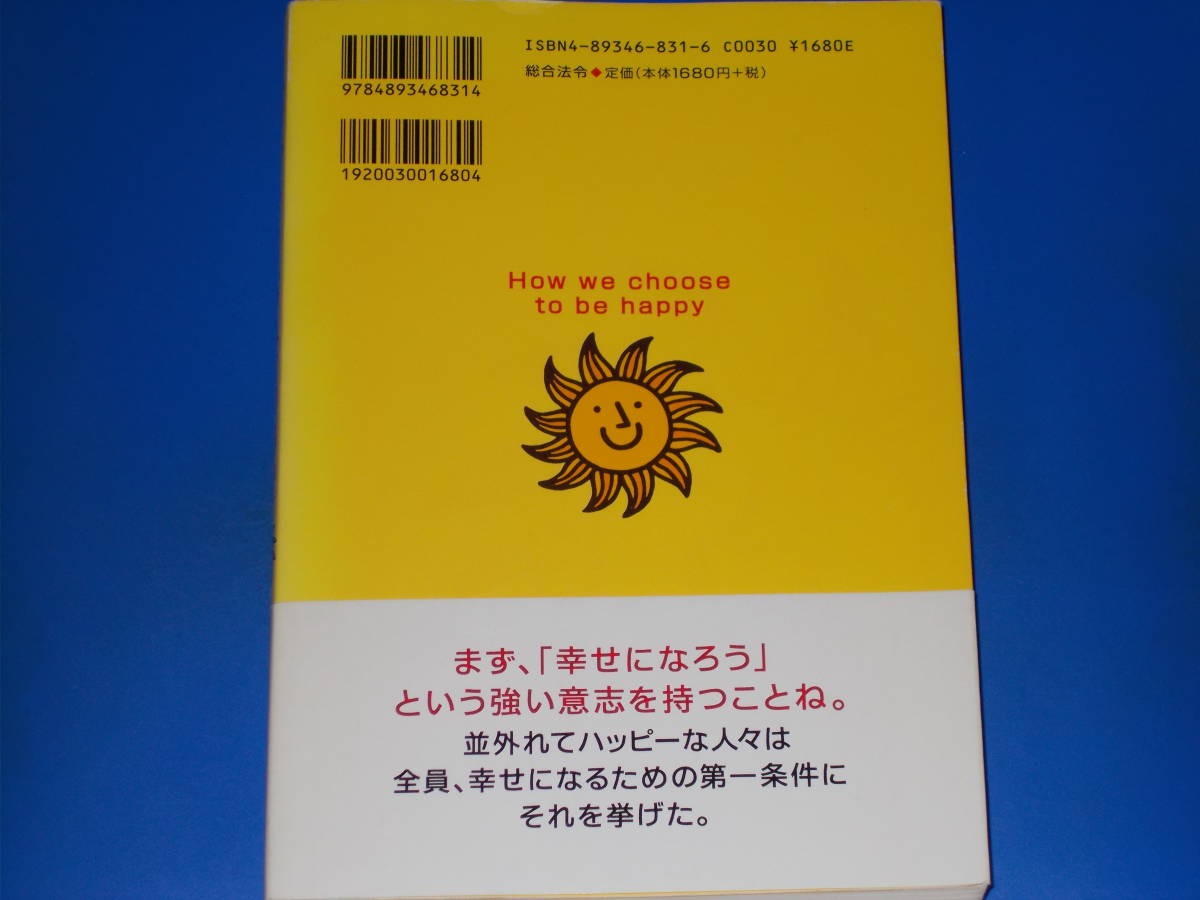 ISBN4-89346-831-6 C0030 ¥1680E
総合法令◆定価(本体1680円+税)
9784893468314
1920030016804
How we choose
to be happy
まず、「幸せになろう」
という強い意志を持つことね。
並外れてハッピーな人々は
全員、幸せになるための第一条件に
それを挙げた。